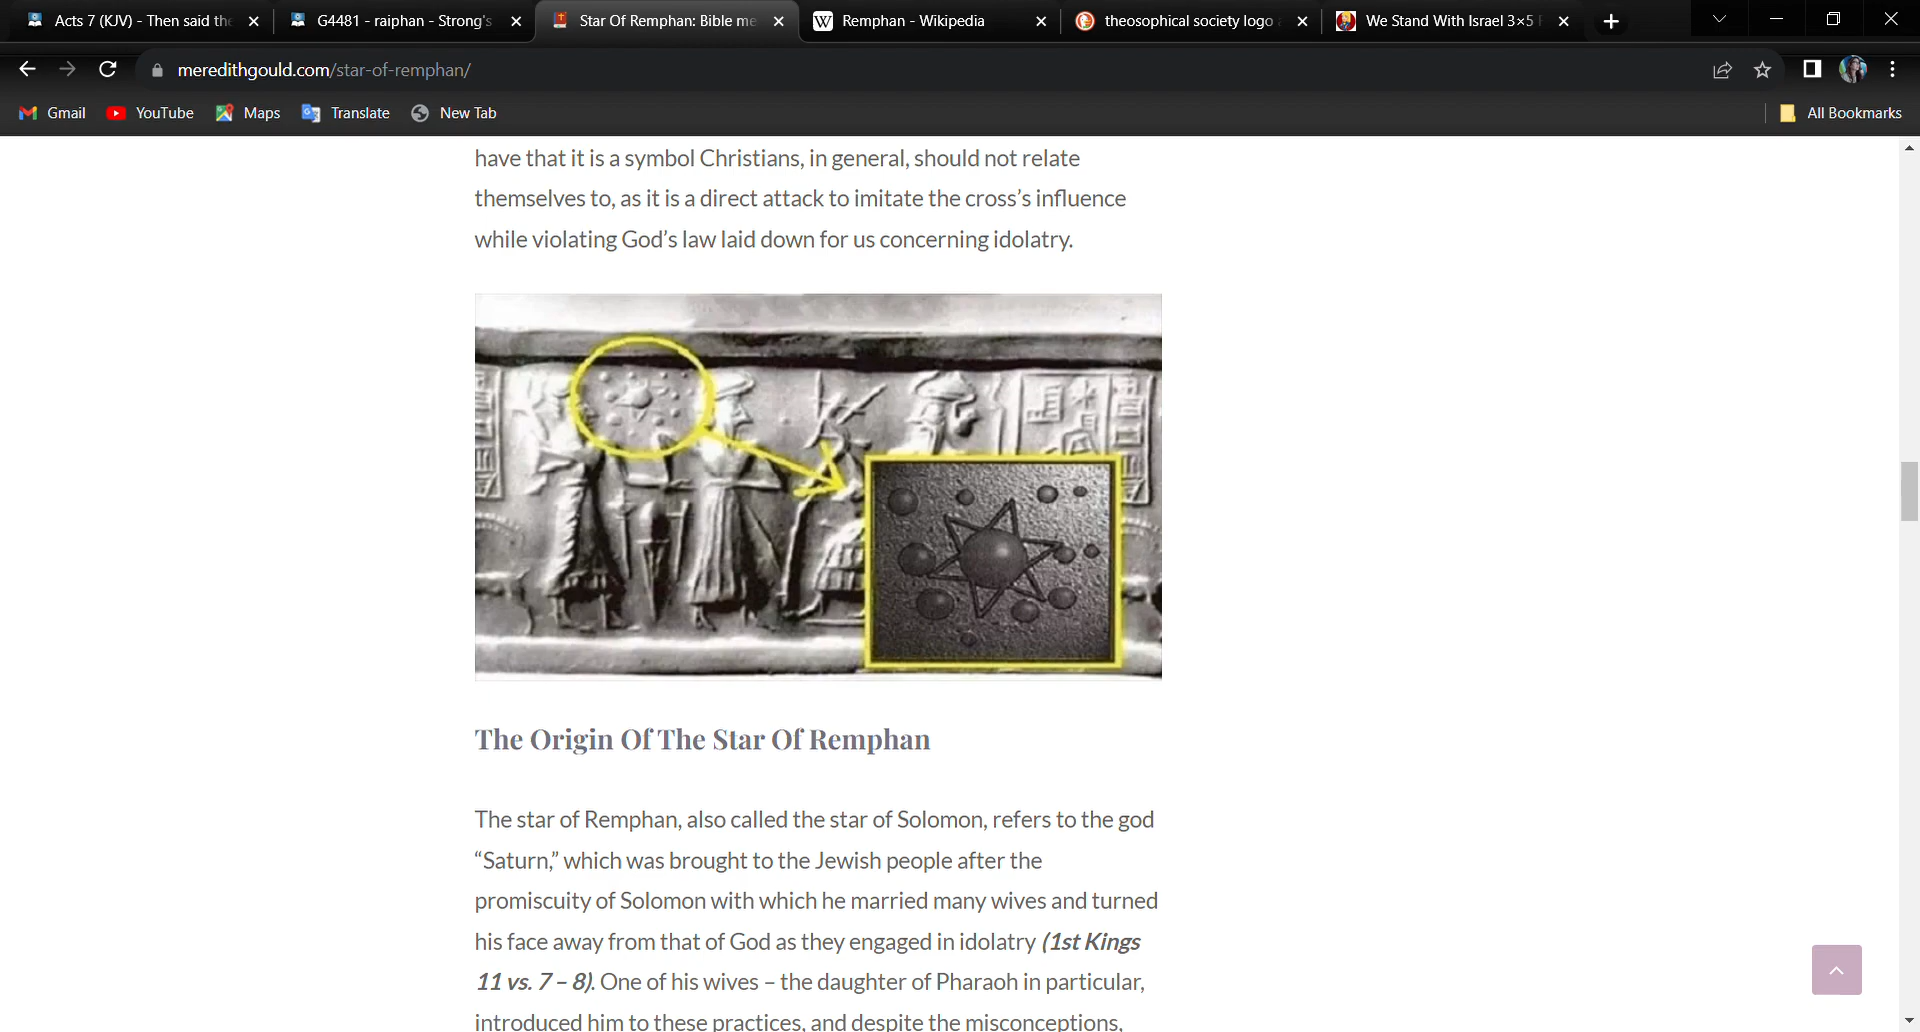 Acts 7 (KJV) - Then said the
G4481 - raiphan - Strong's
Star Of Remphan: Bible me
Remphan - Wikipedia
theosophical society logo
We Stand With Israel 3×5
meredithgould.com/star-of-remphan/
Gmail
YouTube
Maps
Translate
New Tab
All Bookmarks
have that it is a symbol Christians, in general, should not relate
themselves to, as it is a direct attack to imitate the cross’s influence
while violating God’s law laid down for us concerning idolatry.
The Origin Of The Star Of Remphan
The star of Remphan, also called the star of Solomon, refers to the god
“Saturn,” which was brought to the Jewish people after the
promiscuity of Solomon with which he married many wives and turned
his face away from that of God as they engaged in idolatry (1st Kings
11 vs. 7 – 8). One of his wives – the daughter of Pharaoh in particular,
introduced him to these practices, and despite the misconceptions,